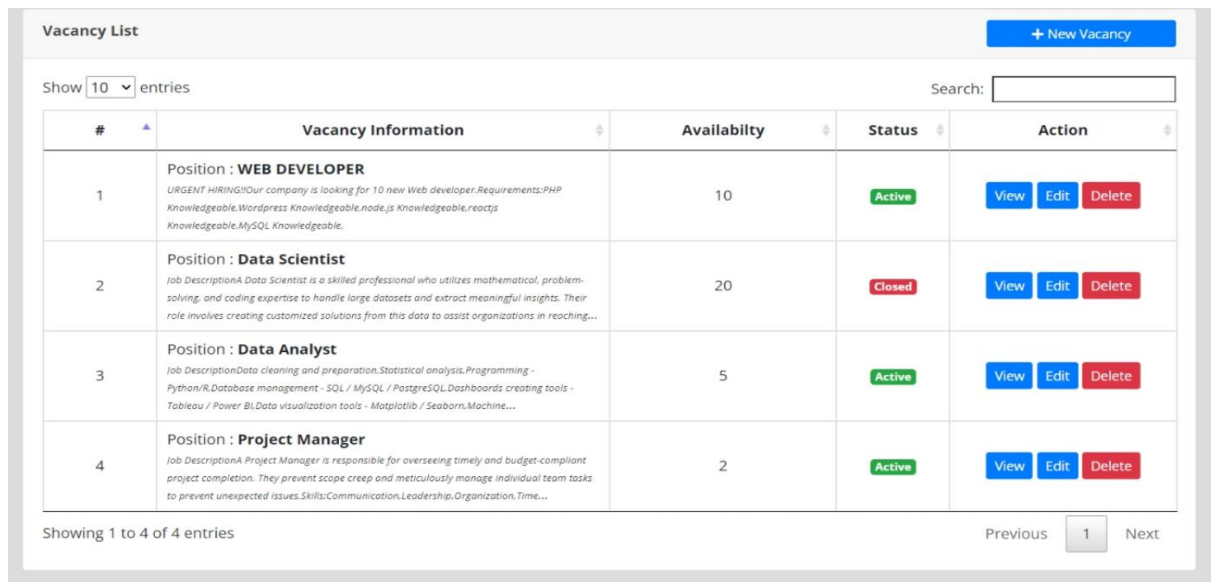 Vacancy List
+ New Vacancy
Show 10 entries
Search:
# Vacancy Information Availabilty Status Action
Position : WEB DEVELOPER
URGENT HIRING!!Our company is looking for 10 new Web developer.Requirements:PHP
Knowledgeable.Wordpress Knowledgeable.node.js Knowledgeable.reactjs
Knowledgeable.MySQL Knowledgeable.
1 10 Active View Edit Delete
Position : Data Scientist
Job DescriptionA Data Scientist is a skilled professional who utilizes mathematical, problem-
solving, and coding expertise to handle large datasets and extract meaningful insights. Their
role involves creating customized solutions from this data to assist organizations in reaching...
2 20 Closed View Edit Delete
Position : Data Analyst
Job DescriptionData cleaning and preparation,Statistical analysis,Programming -
Python/R,Database management - SQL / MySQL / PostgreSQL,Dashboards creating tools -
Tableau / Power BI,Data visualization tools - Matplotlib / Seaborn,Machine...
3 5 Active View Edit Delete
Position : Project Manager
Job DescriptionA Project Manager is responsible for overseeing timely and budget-compliant
project completion. They prevent scope creep and meticulously manage individual team tasks
to prevent unexpected issues.Skills:Communication,Leadership,Organization,Time...
4 2 Active View Edit Delete
Showing 1 to 4 of 4 entries
Previous 1 Next